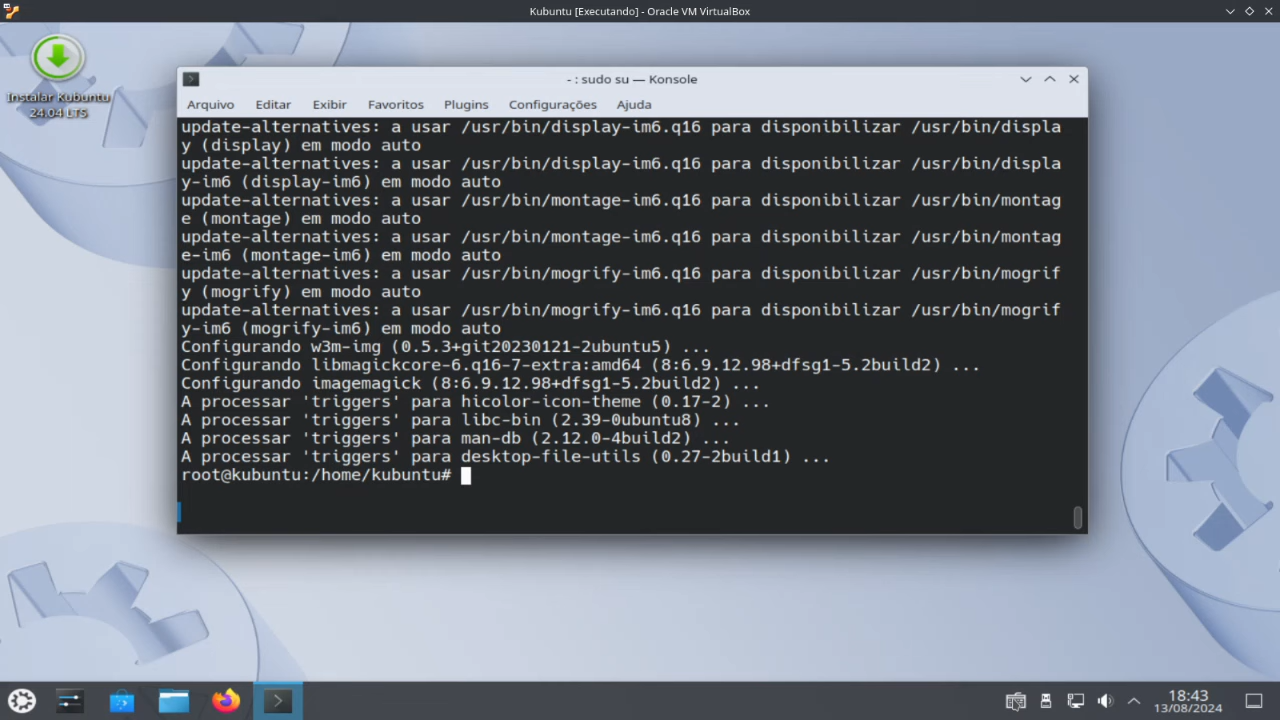 Kubuntu [Executando] - Oracle VM VirtualBox
Instalar Kubuntu
24.04 LTS
- : sudo su — Konsole
Arquivo Editar Exibir Favoritos Plugins Configurações Ajuda
update-alternatives: a usar /usr/bin/display-im6.q16 para disponibilizar /usr/bin/displa
y (display) em modo auto
update-alternatives: a usar /usr/bin/display-im6.q16 para disponibilizar /usr/bin/displa
y-im6 (display-im6) em modo auto
update-alternatives: a usar /usr/bin/montage-im6.q16 para disponibilizar /usr/bin/montag
e (montage) em modo auto
update-alternatives: a usar /usr/bin/montage-im6.q16 para disponibilizar /usr/bin/montag
e-im6 (montage-im6) em modo auto
update-alternatives: a usar /usr/bin/mogrify-im6.q16 para disponibilizar /usr/bin/mogrif
y (mogrify) em modo auto
update-alternatives: a usar /usr/bin/mogrify-im6.q16 para disponibilizar /usr/bin/mogrif
y-im6 (mogrify-im6) em modo auto
Configurando w3m-img (0.5.3+git20230121-2ubuntu5) ...
Configurando libmagickcore-6.q16-7-extra:amd64 (8:6.9.12.98+dfsg1-5.2build2) ...
Configurando imagemagick (8:6.9.12.98+dfsg1-5.2build2) ...
A processar 'triggers' para hicolor-icon-theme (0.17-2) ...
A processar 'triggers' para libc-bin (2.39-0ubuntu8) ...
A processar 'triggers' para man-db (2.12.0-4build2) ...
A processar 'triggers' para desktop-file-utils (0.27-2build1) ...
root@kubuntu:/home/kubuntu#
18:43
13/08/2024